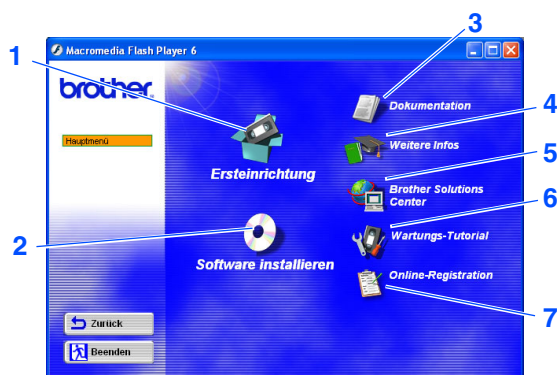 3
1
Macromedia Flash Player 6
4
brother.
Dokumentation
Hauptmenü
Weitere Infos
5
Ersteinrichtung
Brother Solutions
Center
6
2
Wartungs-Tutorial
Software installieren
Online-Registration
7
Zurück
Beenden